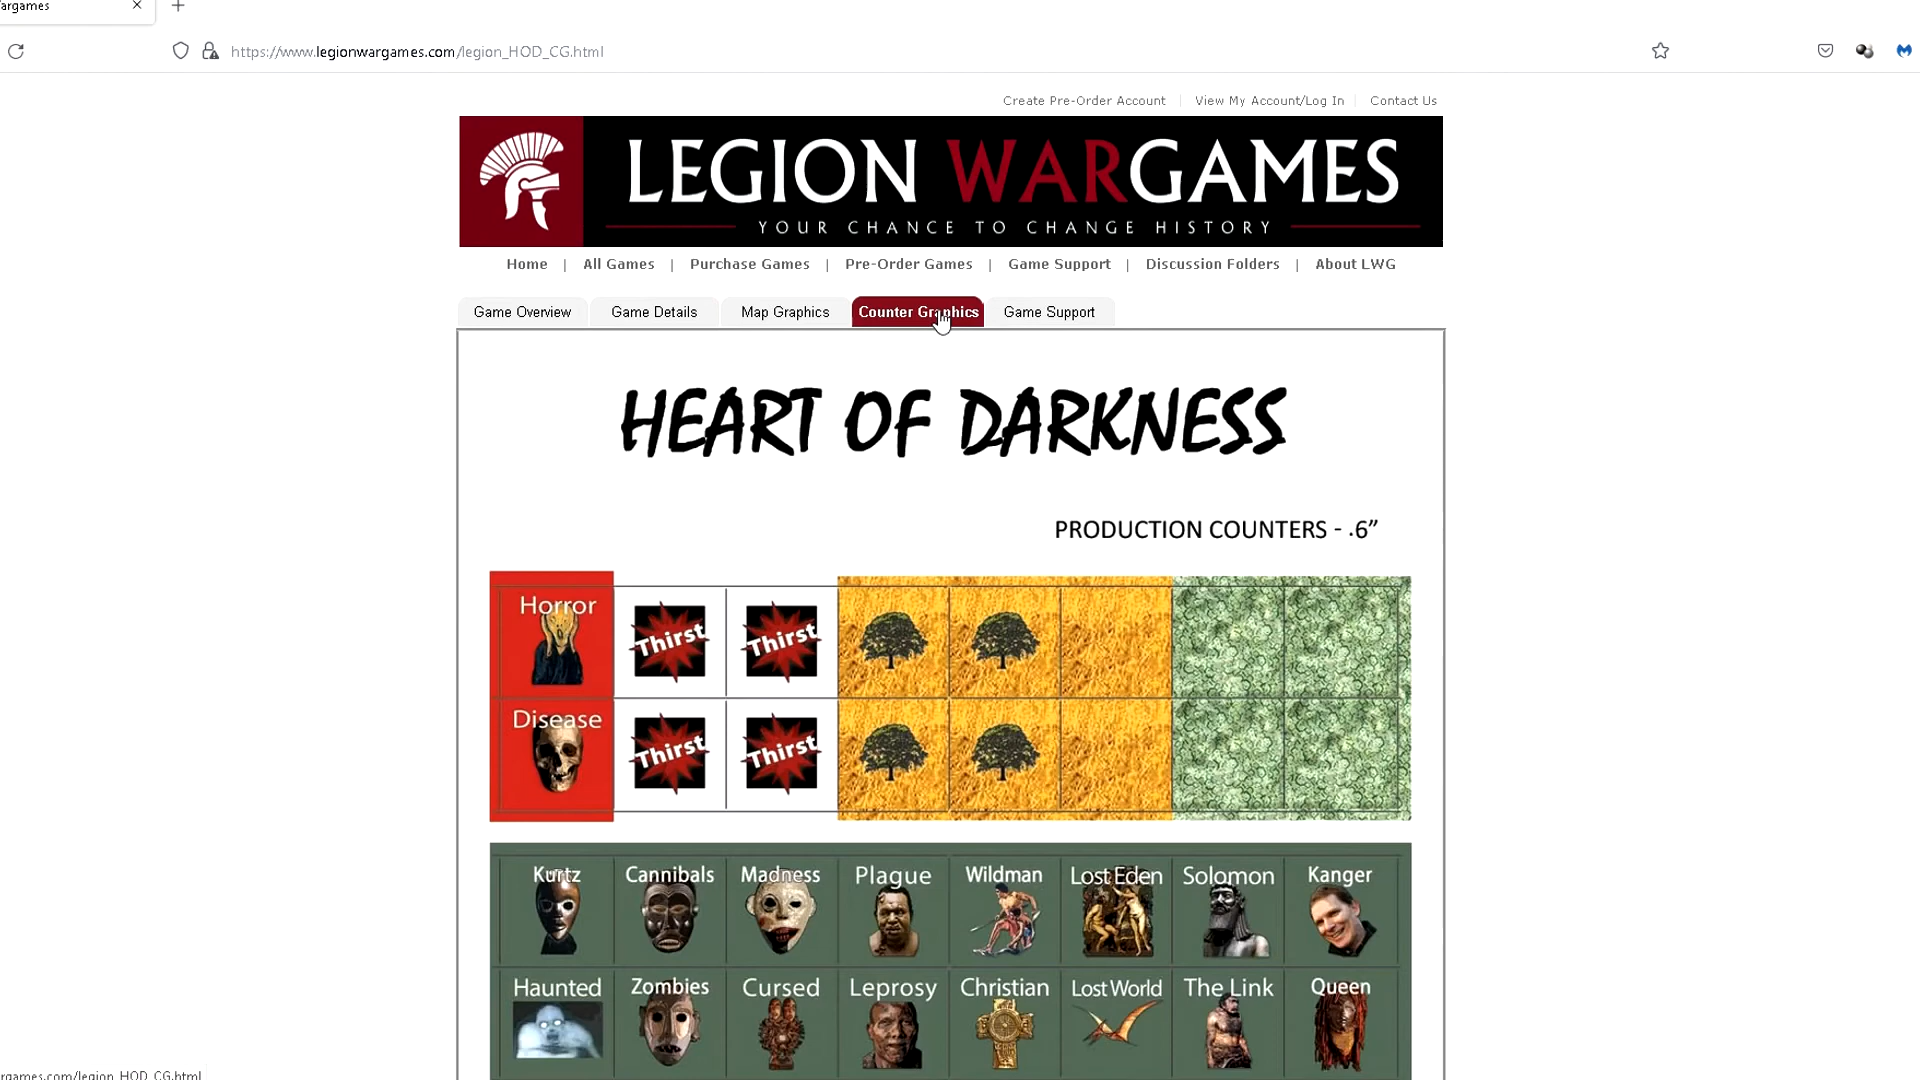 argames
https://www.legionwargames.com/legion_HOD_CG.html
Create Pre-Order Account | View My Account/Log In | Contact Us
LEGION WARGAMES
YOUR CHANCE TO CHANGE HISTORY
Home | All Games | Purchase Games | Pre-Order Games | Game Support | Discussion Folders | About LWG
Game Overview Game Details Map Graphics Counter Graphics Game Support
HEART OF DARKNESS
PRODUCTION COUNTERS - .6”
Horror Thirst Thirst
Disease Thirst Thirst
Kurtz Cannibals Madness Plague Wildman Lost Eden Solomon Kanger
Haunted Zombies Cursed Leprosy Christian Lost World The Link Queen
rgames.com/legion_HOD_CG.html